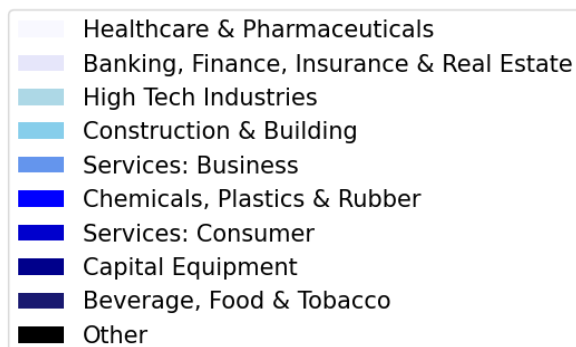 Healthcare & Pharmaceuticals
Banking, Finance, Insurance & Real Estate
High Tech Industries
Construction & Building
Services: Business
Chemicals, Plastics & Rubber
Services: Consumer
Capital Equipment
Beverage, Food & Tobacco
Other